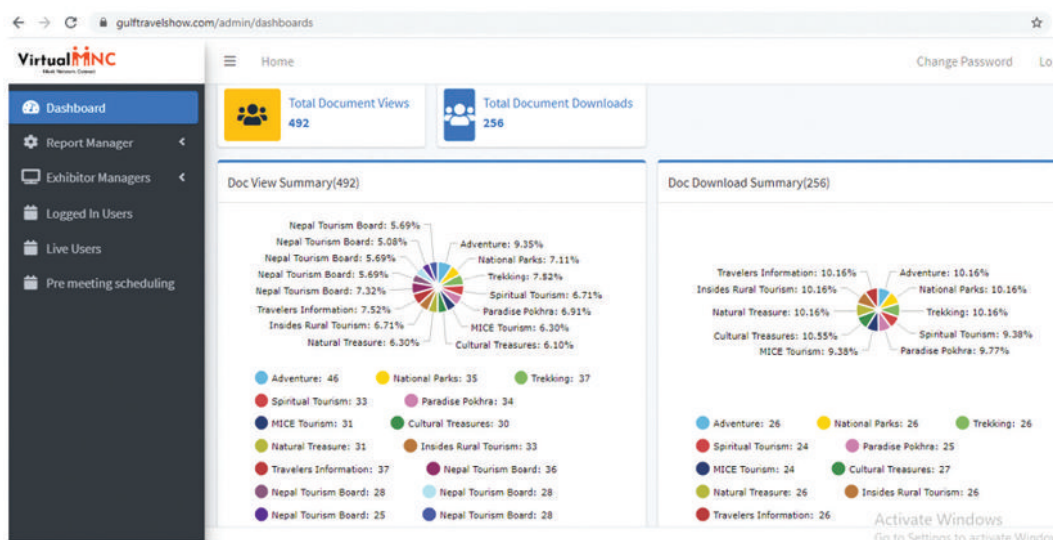 gulftravelshow.com/admin/dashboards
VirtualMNC
Home
Change Password
Lo
Dashboard
Report Manager
Exhibitor Managers
Logged In Users
Live Users
Pre meeting scheduling
Total Document Views
492
Total Document Downloads
256
Doc View Summary(492)
Nepal Tourism Board: 5.69%
Nepal Tourism Board: 5.08%
Nepal Tourism Board: 5.69%
Nepal Tourism Board: 5.69%
Nepal Tourism Board: 7.32%
Travelers Information: 7.52%
Insides Rural Tourism: 6.71%
Natural Treasure: 6.30%
Adventure: 9.35%
National Parks: 7.11%
Trekking: 7.52%
Spiritual Tourism: 6.71%
Paradise Pokhra: 6.91%
MICE Tourism: 6.30%
Cultural Treasures: 6.10%
Adventure: 46 National Parks: 35 Trekking: 37
Spiritual Tourism: 33 Paradise Pokhra: 34
MICE Tourism: 31 Cultural Treasures: 30
Natural Treasure: 31 Insides Rural Tourism: 33
Travelers Information: 37 Nepal Tourism Board: 36
Nepal Tourism Board: 28 Nepal Tourism Board: 28
Nepal Tourism Board: 25 Nepal Tourism Board: 28
Doc Download Summary(256)
Travelers Information: 10.16%
Insides Rural Tourism: 10.16%
Natural Treasure: 10.16%
Cultural Treasures: 10.55%
MICE Tourism: 9.38%
Adventure: 10.16%
National Parks: 10.16%
Trekking: 10.16%
Spiritual Tourism: 9.38%
Paradise Pokhra: 9.77%
Adventure: 26 National Parks: 26 Trekking: 26
Spiritual Tourism: 24 Paradise Pokhra: 25
MICE Tourism: 24 Cultural Treasures: 27
Natural Treasure: 26 Insides Rural Tourism: 26
Travelers Information: 26
Activate Windows
Go to Settings to activate Window